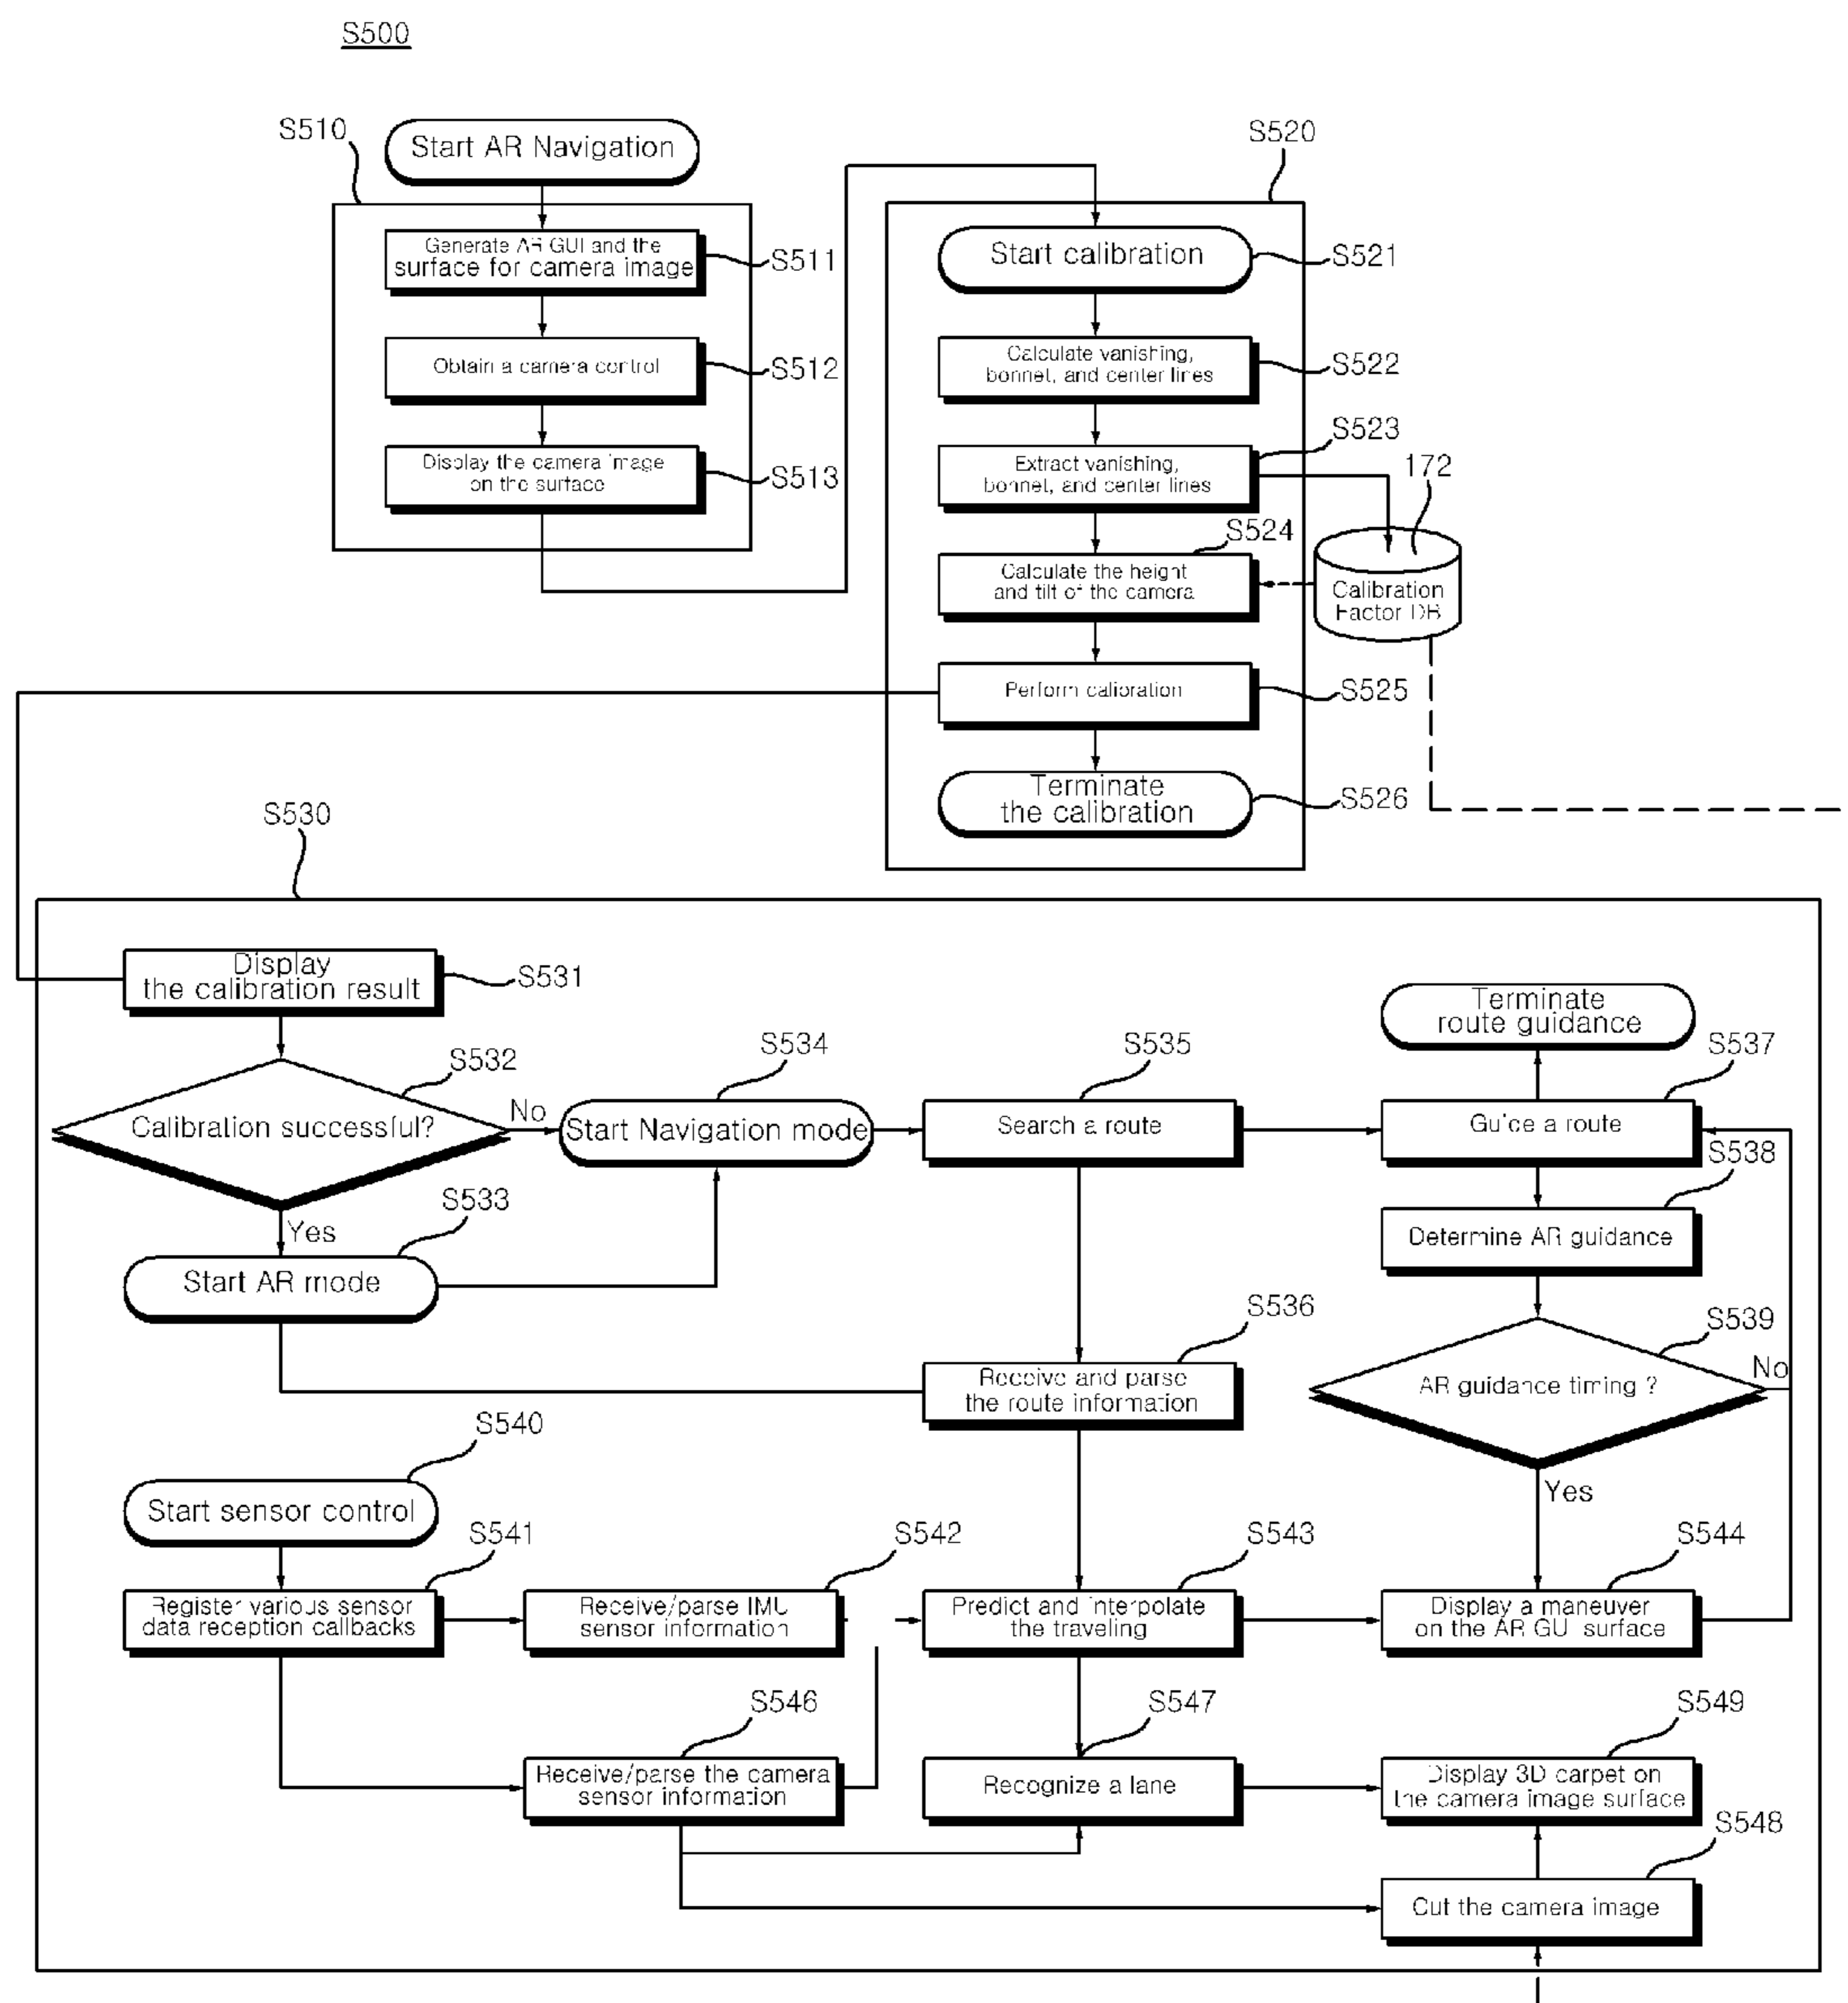 S500
S510
Start AR Navigation
Generate AR GUI and the
surface for camera image
S511
Obtain a camera control
S512
Display the camera image
on the surface
S513
S520
Start calibration
S521
Calculate vanishing,
bonnet, and center lines
S522
Extract vanishing,
bonnet, and center lines
S523
172
Calibration
Factor DB
S524
Calculate the height
and tilt of the camera
Perform calibration
S525
Terminate
the calibration
S526
S530
Display
the calibration result
S531
Calibration successful?
S532
No
Yes
S533
Start AR mode
S534
Start Navigation mode
S535
Search a route
Terminate
route guidance
S537
Guide a route
S538
Determine AR guidance
S539
AR guidance timing ?
No
Yes
S536
Receive and parse
the route information
S540
Start sensor control
S541
Register various sensor
data reception callbacks
S542
Receive/parse IMU
sensor information
S543
Predict and interpolate
the traveling
S544
Display a maneuver
on the AR GUI surface
S546
Receive/parse the camera
sensor information
S547
Recognize a lane
S549
Display 3D carpet on
the camera image surface
S548
Cut the camera image